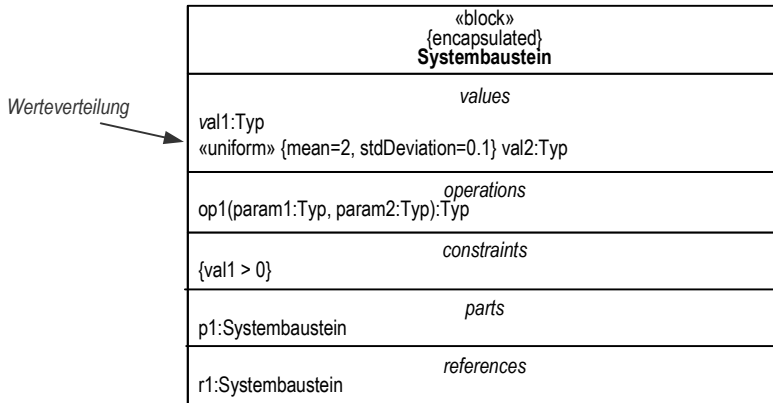 «block»
{encapsulated}
Systembaustein
values
Werteverteilung
val1:Typ
«uniform» {mean=2, stdDeviation=0.1} val2:Typ
operations
op1(param1:Typ, param2:Typ):Typ
constraints
{val1 > 0}
parts
p1:Systembaustein
references
r1:Systembaustein